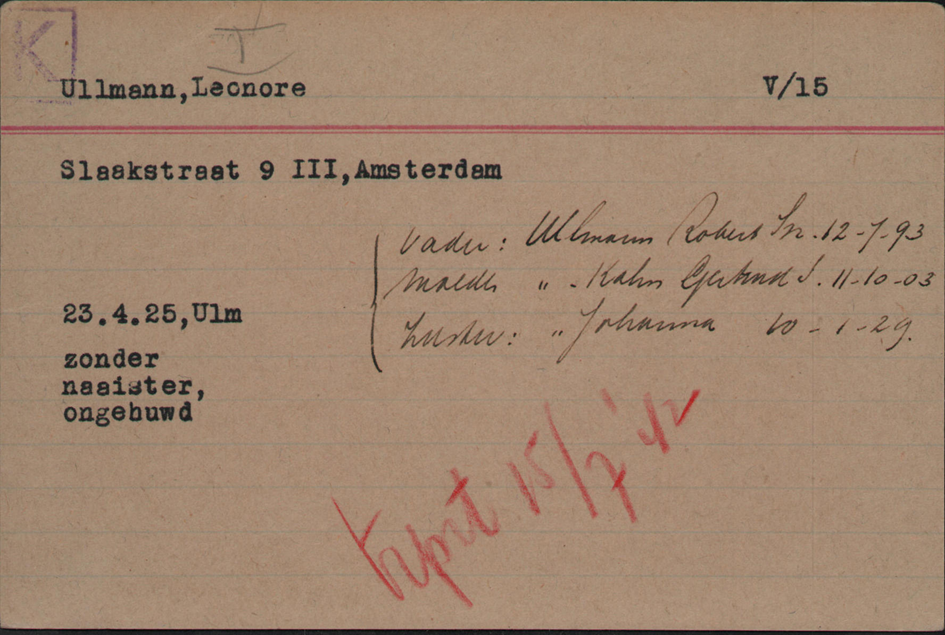 K
T
Ullmann,Leonore V/15
Slaakstraat 9 III,Amsterdam
Vader: Ullmann Robert Sr. 12-7-93
Moeder " - Kahn Gertrud S. 11-10-03
Zuster: " Johanna 10-1-29.
23.4.25,Ulm
zonder
naaister,
ongehuwd
trprt. 15/7 '42